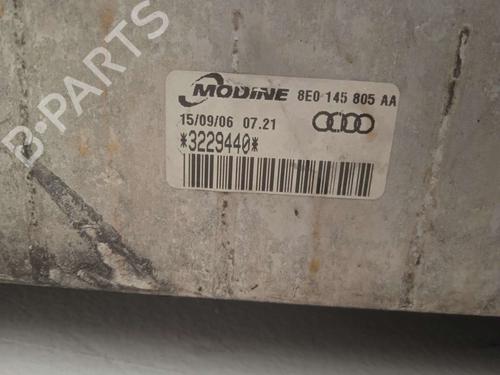 B-PARTS
MODINE 8E0 145 805 AA
15/09/06 07.21
*3229440*